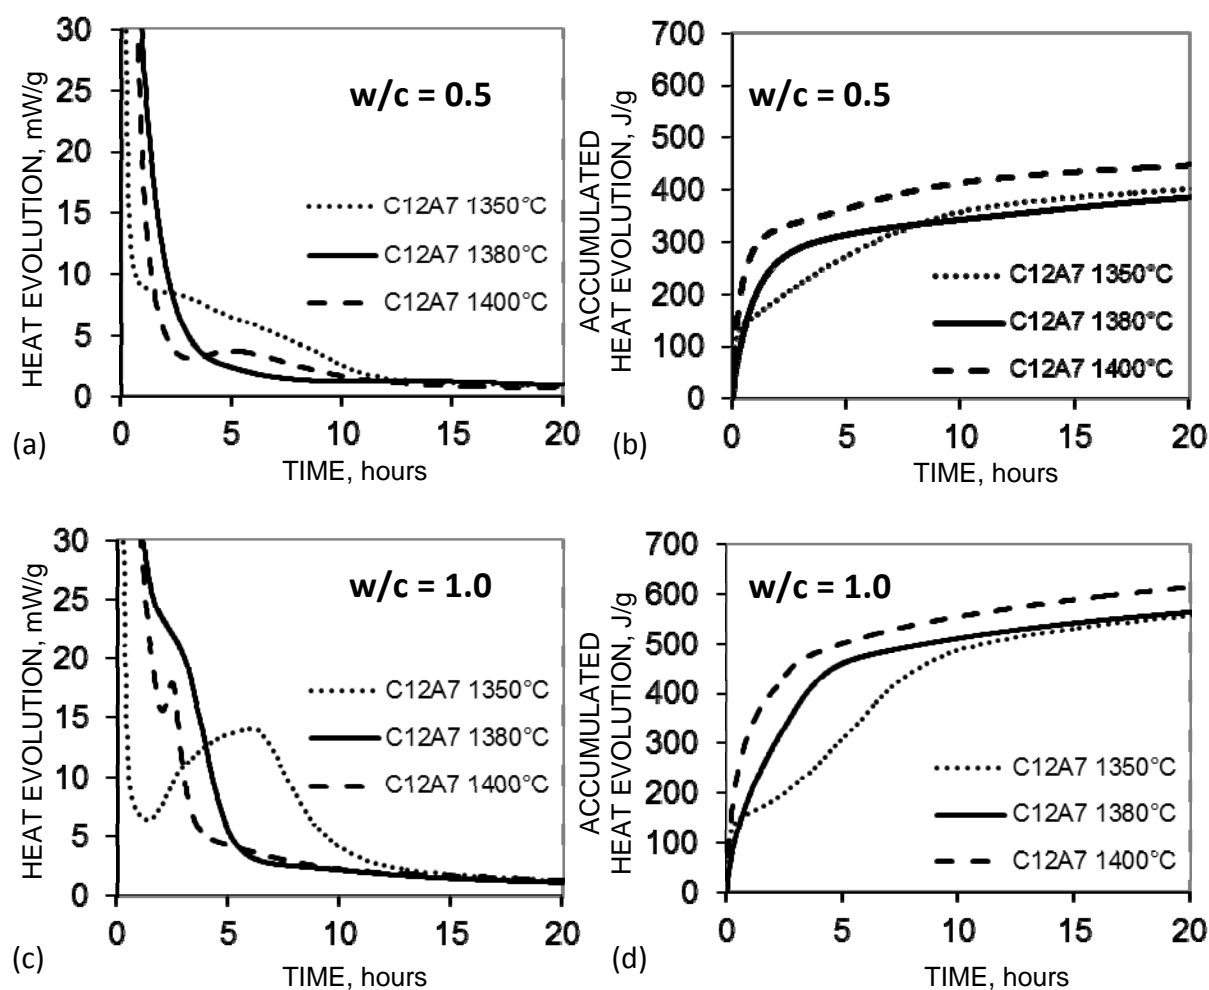 30
25
20
15
10
5
0
HEAT EVOLUTION, mW/g
w/c = 0.5
C12A7 1350°C
C12A7 1380°C
C12A7 1400°C
0 5 10 15 20
TIME, hours
(a)
700
600
500
400
300
200
100
0
ACCUMULATED
HEAT EVOLUTION, J/g
w/c = 0.5
C12A7 1350°C
C12A7 1380°C
C12A7 1400°C
0 5 10 15 20
TIME, hours
(b)
30
25
20
15
10
5
0
HEAT EVOLUTION, mW/g
w/c = 1.0
C12A7 1350°C
C12A7 1380°C
C12A7 1400°C
0 5 10 15 20
TIME, hours
(c)
700
600
500
400
300
200
100
0
ACCUMULATED
HEAT EVOLUTION, J/g
w/c = 1.0
C12A7 1350°C
C12A7 1380°C
C12A7 1400°C
0 5 10 15 20
TIME, hours
(d)